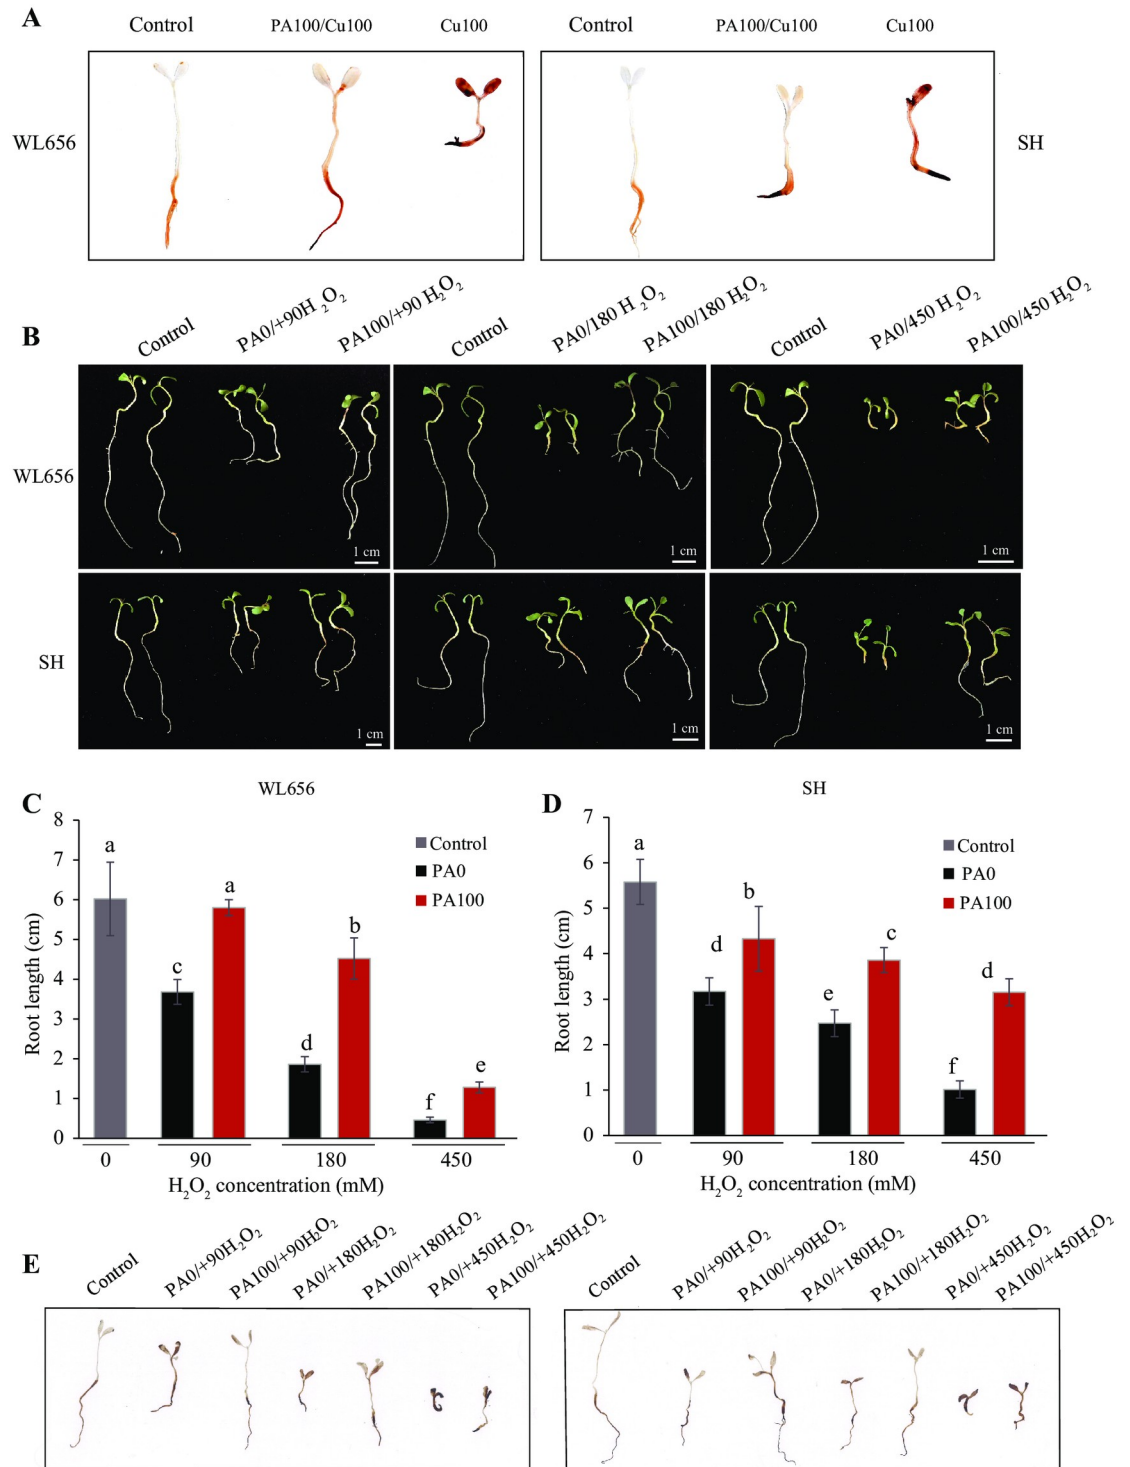 A
Control PA100/Cu100 Cu100 Control PA100/Cu100 Cu100
WL656 SH
B
Control PA0/+90H₂O₂ PA100/+90 H₂O₂ Control PA0/180 H₂O₂ PA100/180 H₂O₂ Control PA0/450 H₂O₂ PA100/450 H₂O₂
WL656
1 cm 1 cm 1 cm
SH
1 cm 1 cm 1 cm
C WL656
Root length (cm)
8
7
6
5
4
3
2
1
0
a
c
a
d
b
f
e
Control
PA0
PA100
0 90 180 450
H₂O₂ concentration (mM)
D SH
Root length (cm)
7
6
5
4
3
2
1
0
a
d
b
e
c
f
d
Control
PA0
PA100
0 90 180 450
H₂O₂ concentration (mM)
E
Control PA0/+90H₂O₂ PA100/+90H₂O₂ PA0/+180H₂O₂ PA100/+180H₂O₂ PA0/+450H₂O₂ PA100/+450H₂O₂
Control PA0/+90H₂O₂ PA100/+90H₂O₂ PA0/+180H₂O₂ PA100/+180H₂O₂ PA0/+450H₂O₂ PA100/+450H₂O₂